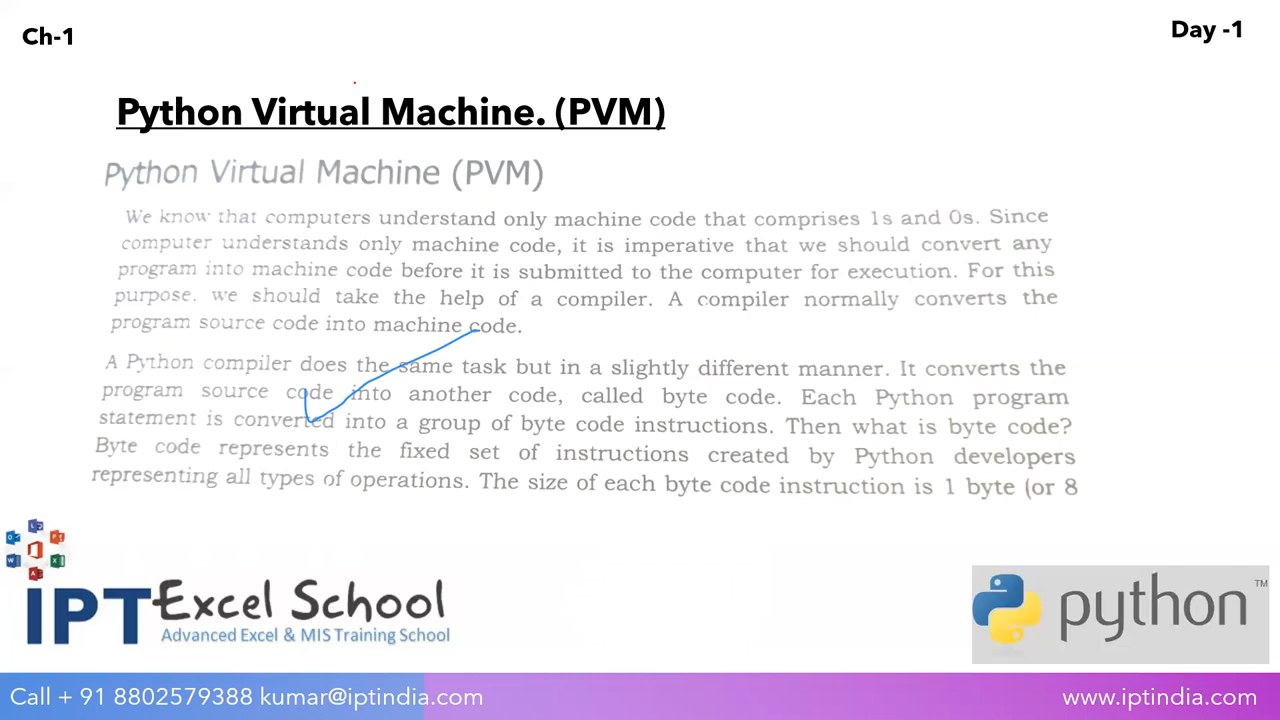 Ch-1
Day -1
Python Virtual Machine. (PVM)
Python Virtual Machine (PVM)
We know that computers understand only machine code that comprises 1s and 0s. Since
computer understands only machine code, it is imperative that we should convert any
program into machine code before it is submitted to the computer for execution. For this
purpose, we should take the help of a compiler. A compiler normally converts the
program source code into machine code.
A Python compiler does the same task but in a slightly different manner. It converts the
program source code into another code, called byte code. Each Python program
statement is converted into a group of byte code instructions. Then what is byte code?
Byte code represents the fixed set of instructions created by Python developers
representing all types of operations. The size of each byte code instruction is 1 byte (or 8
IPT Excel School
Advanced Excel & MIS Training School
python™
Call + 91 8802579388 kumar@iptindia.com
www.iptindia.com